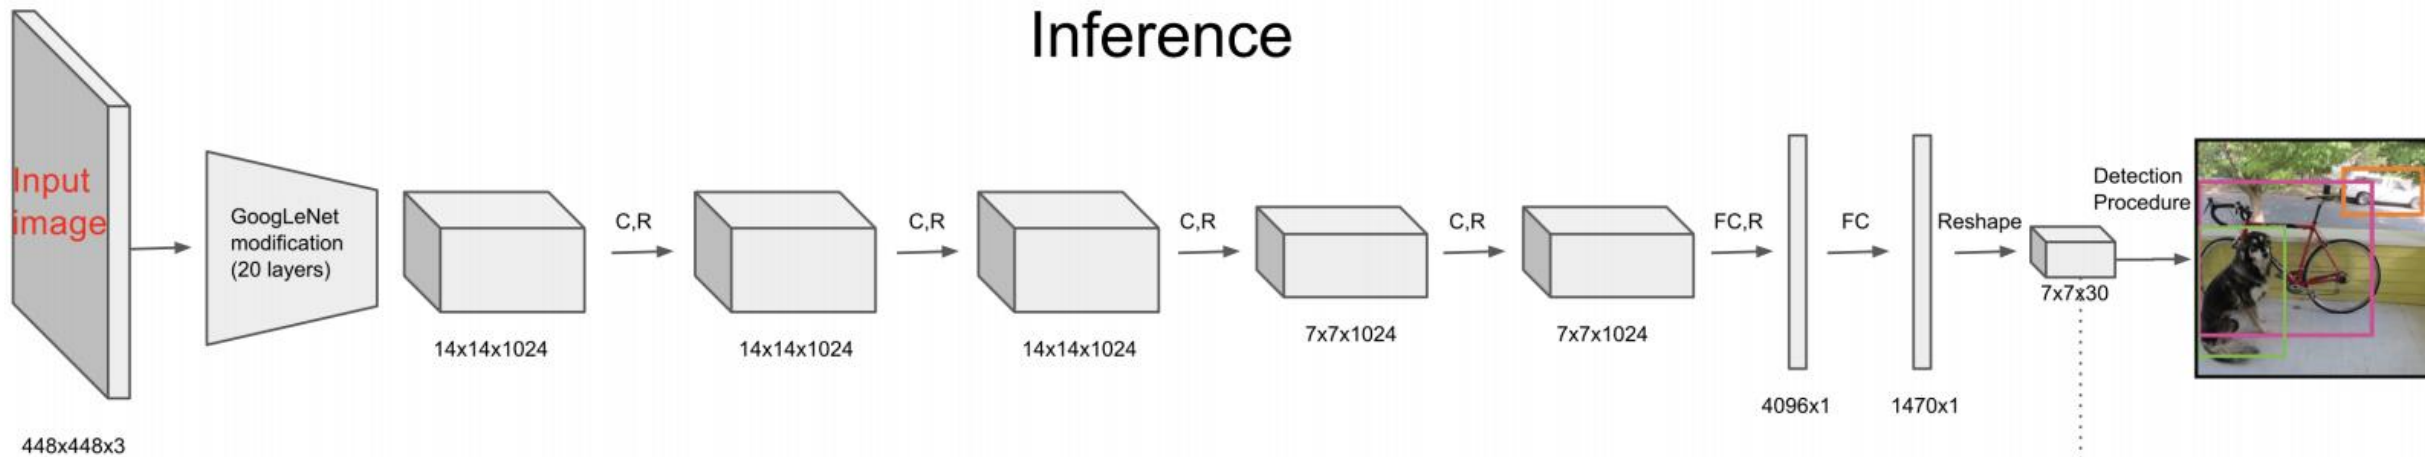 Inference
Input
image
448x448x3
GoogLeNet
modification
(20 layers)
14x14x1024
C,R
14x14x1024
C,R
14x14x1024
C,R
7x7x1024
C,R
7x7x1024
FC,R
4096x1
FC
1470x1
Reshape
7x7x30
Detection
Procedure